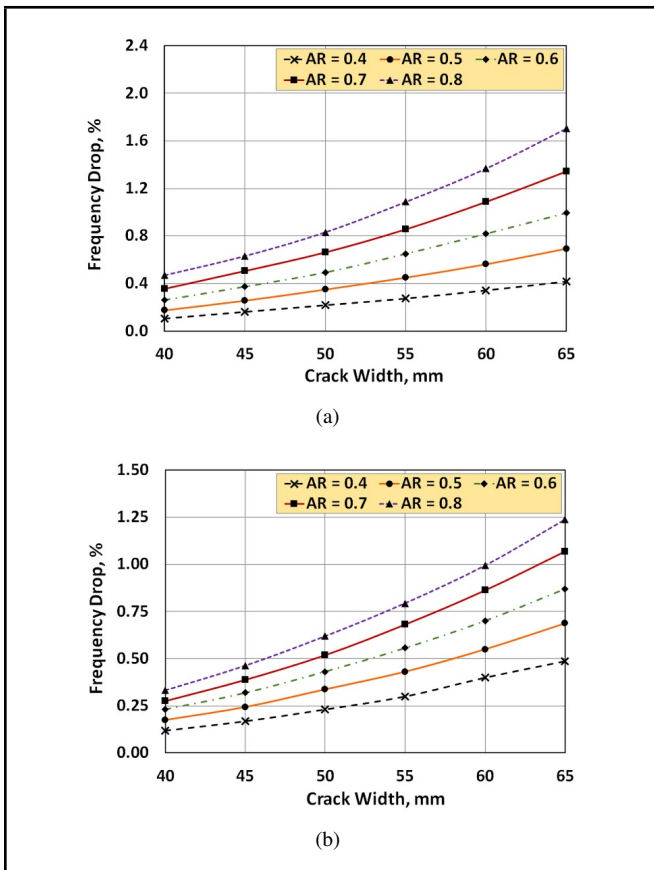 2.4
AR = 0.4 AR = 0.5 AR = 0.6
AR = 0.7 AR = 0.8
2.0
1.6
1.2
0.8
0.4
0.0
Frequency Drop, %
40 45 50 55 60 65
Crack Width, mm
(a)
1.50
AR = 0.4 AR = 0.5 AR = 0.6
AR = 0.7 AR = 0.8
1.25
1.00
0.75
0.50
0.25
0.00
Frequency Drop, %
40 45 50 55 60 65
Crack Width, mm
(b)